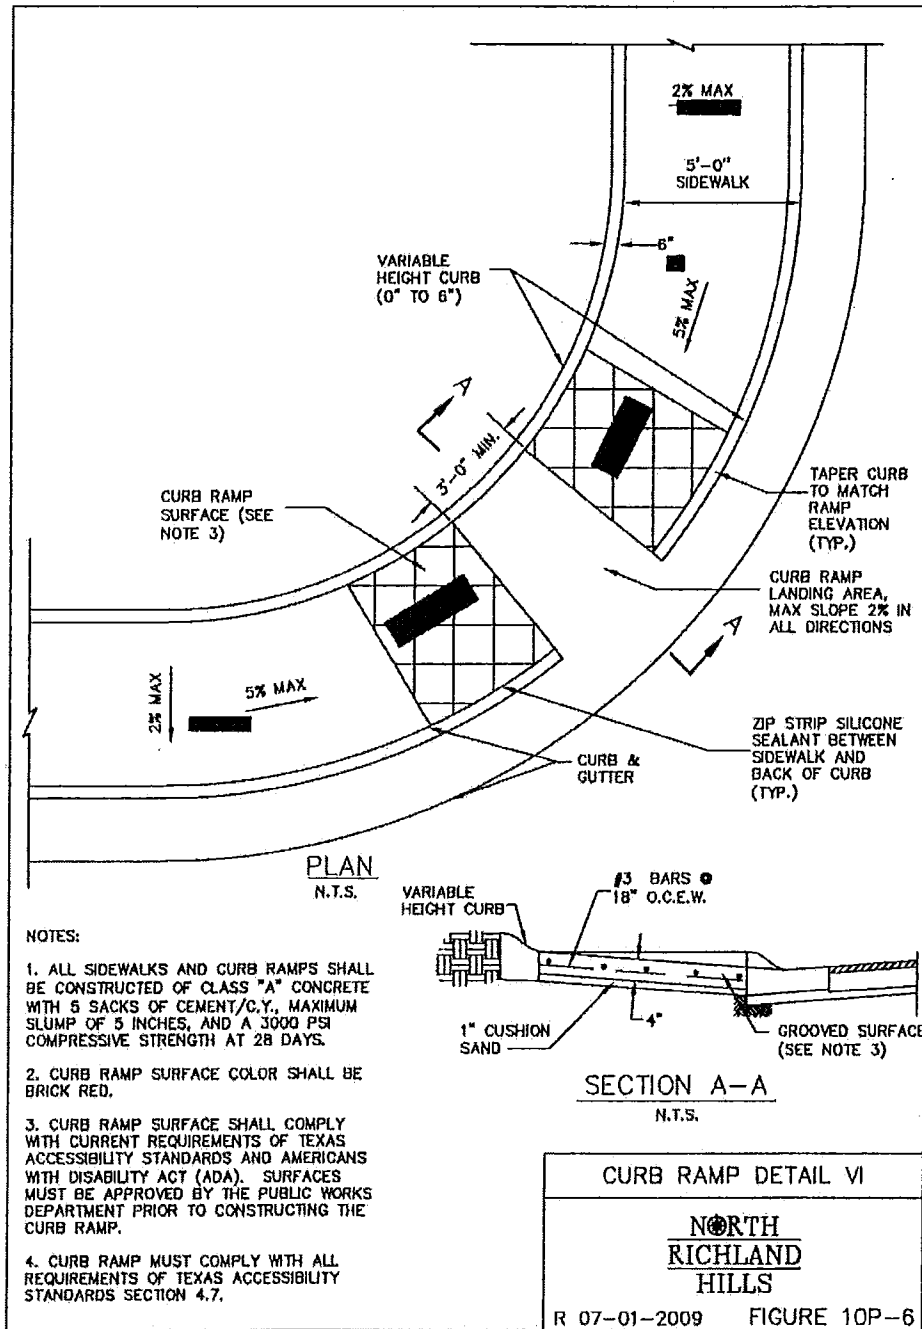 2% MAX
5'-0"
SIDEWALK
6"
5% MAX
VARIABLE
HEIGHT CURB
(0" TO 6")
A
3'-0" MIN.
CURB RAMP
SURFACE (SEE
NOTE 3)
TAPER CURB
TO MATCH
RAMP
ELEVATION
(TYP.)
CURB RAMP
LANDING AREA,
MAX SLOPE 2% IN
ALL DIRECTIONS
A
2% MAX
5% MAX
ZIP STRIP SILICONE
SEALANT BETWEEN
SIDEWALK AND
BACK OF CURB
(TYP.)
CURB &
GUTTER
PLAN
N.T.S.
VARIABLE
HEIGHT CURB
#3 BARS @
18" O.C.E.W.
1" CUSHION
SAND
4"
GROOVED SURFACE
(SEE NOTE 3)
SECTION A-A
N.T.S.
NOTES:
1. ALL SIDEWALKS AND CURB RAMPS SHALL
BE CONSTRUCTED OF CLASS "A" CONCRETE
WITH 5 SACKS OF CEMENT/C.Y., MAXIMUM
SLUMP OF 5 INCHES, AND A 3000 PSI
COMPRESSIVE STRENGTH AT 28 DAYS.
2. CURB RAMP SURFACE COLOR SHALL BE
BRICK RED.
3. CURB RAMP SURFACE SHALL COMPLY
WITH CURRENT REQUIREMENTS OF TEXAS
ACCESSIBILITY STANDARDS AND AMERICANS
WITH DISABILITY ACT (ADA). SURFACES
MUST BE APPROVED BY THE PUBLIC WORKS
DEPARTMENT PRIOR TO CONSTRUCTING THE
CURB RAMP.
4. CURB RAMP MUST COMPLY WITH ALL
REQUIREMENTS OF TEXAS ACCESSIBILITY
STANDARDS SECTION 4.7.
CURB RAMP DETAIL VI
NORTH
RICHLAND
HILLS
R 07-01-2009 FIGURE 10P-6